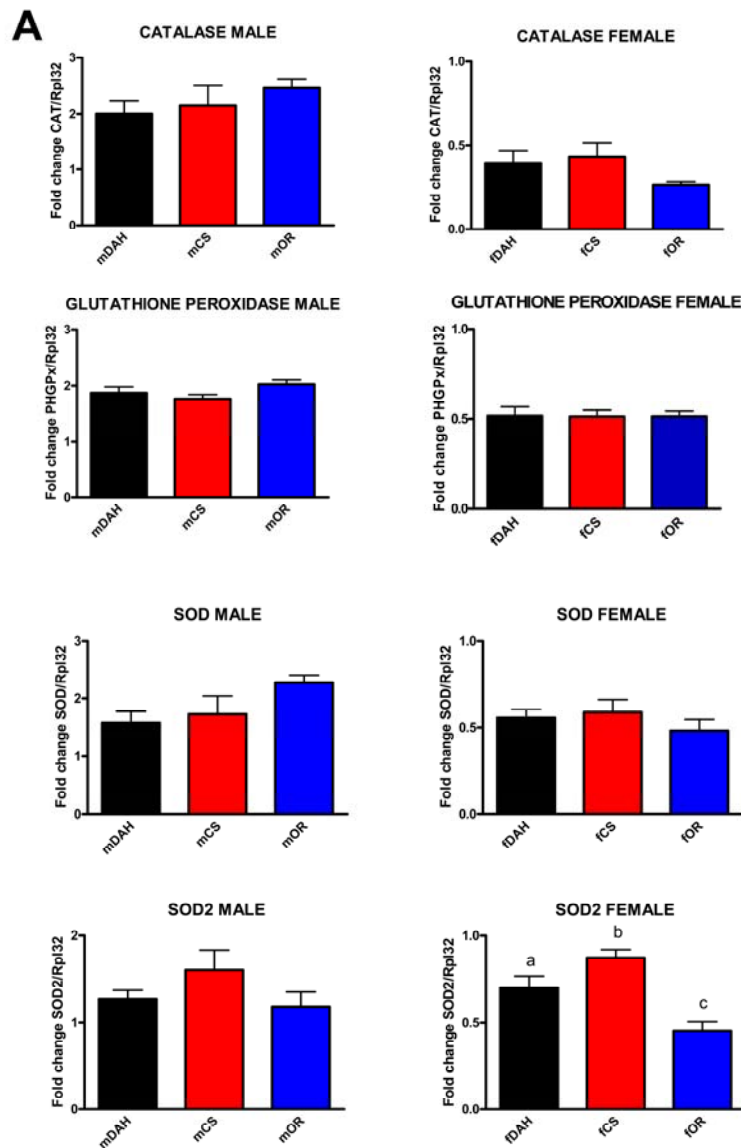 A
CATALASE MALE
Fold change CAT/Rpl32
3
2
1
0
mDAH
mCS
mOR
CATALASE FEMALE
Fold change CAT/Rpl32
1.0
0.5
0.0
fDAH
fCS
fOR
GLUTATHIONE PEROXIDASE MALE
Fold change PHGPx/Rpl32
3
2
1
0
mDAH
mCS
mOR
GLUTATHIONE PEROXIDASE FEMALE
Fold change PHGPx/Rpl32
1.0
0.5
0.0
fDAH
fCS
fOR
SOD MALE
Fold change SOD/Rpl32
3
2
1
0
mDAH
mCS
mOR
SOD FEMALE
Fold change SOD/Rpl32
1.0
0.5
0.0
fDAH
fCS
fOR
SOD2 MALE
Fold change SOD2/Rpl32
2
1
0
mDAH
mCS
mOR
SOD2 FEMALE
Fold change SOD2/Rpl32
1.0
0.5
0.0
a
b
c
fDAH
fCS
fOR